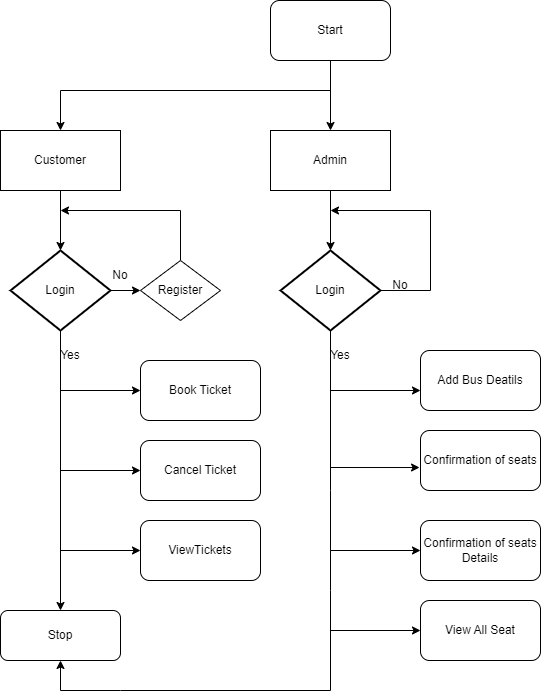 Start
Customer
Admin
Login
No
Register
Login
No
Yes
Yes
Book Ticket
Add Bus Deatils
Cancel Ticket
Confirmation of seats
ViewTickets
Confirmation of seats
Details
Stop
View All Seat